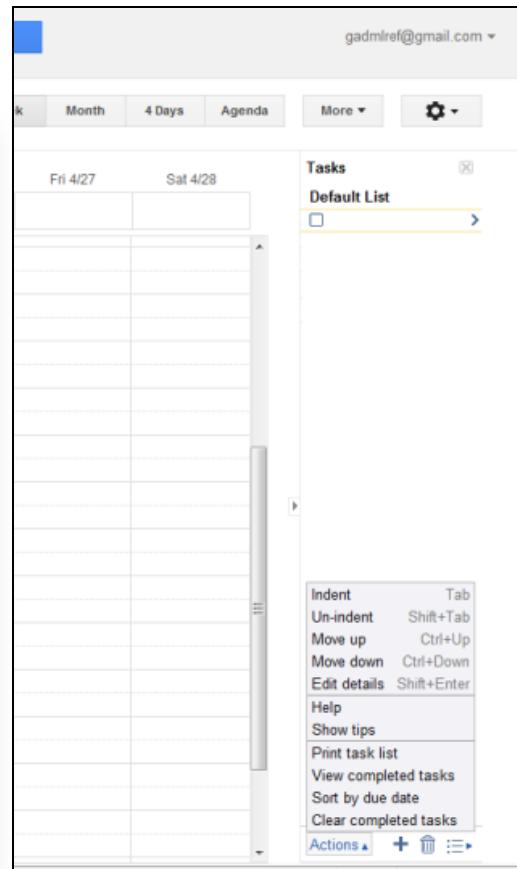 gadmlref@gmail.com
k Month 4 Days Agenda More
Fri 4/27 Sat 4/28
Tasks
Default List
Indent Tab
Un-indent Shift+Tab
Move up Ctrl+Up
Move down Ctrl+Down
Edit details Shift+Enter
Help
Show tips
Print task list
View completed tasks
Sort by due date
Clear completed tasks
Actions